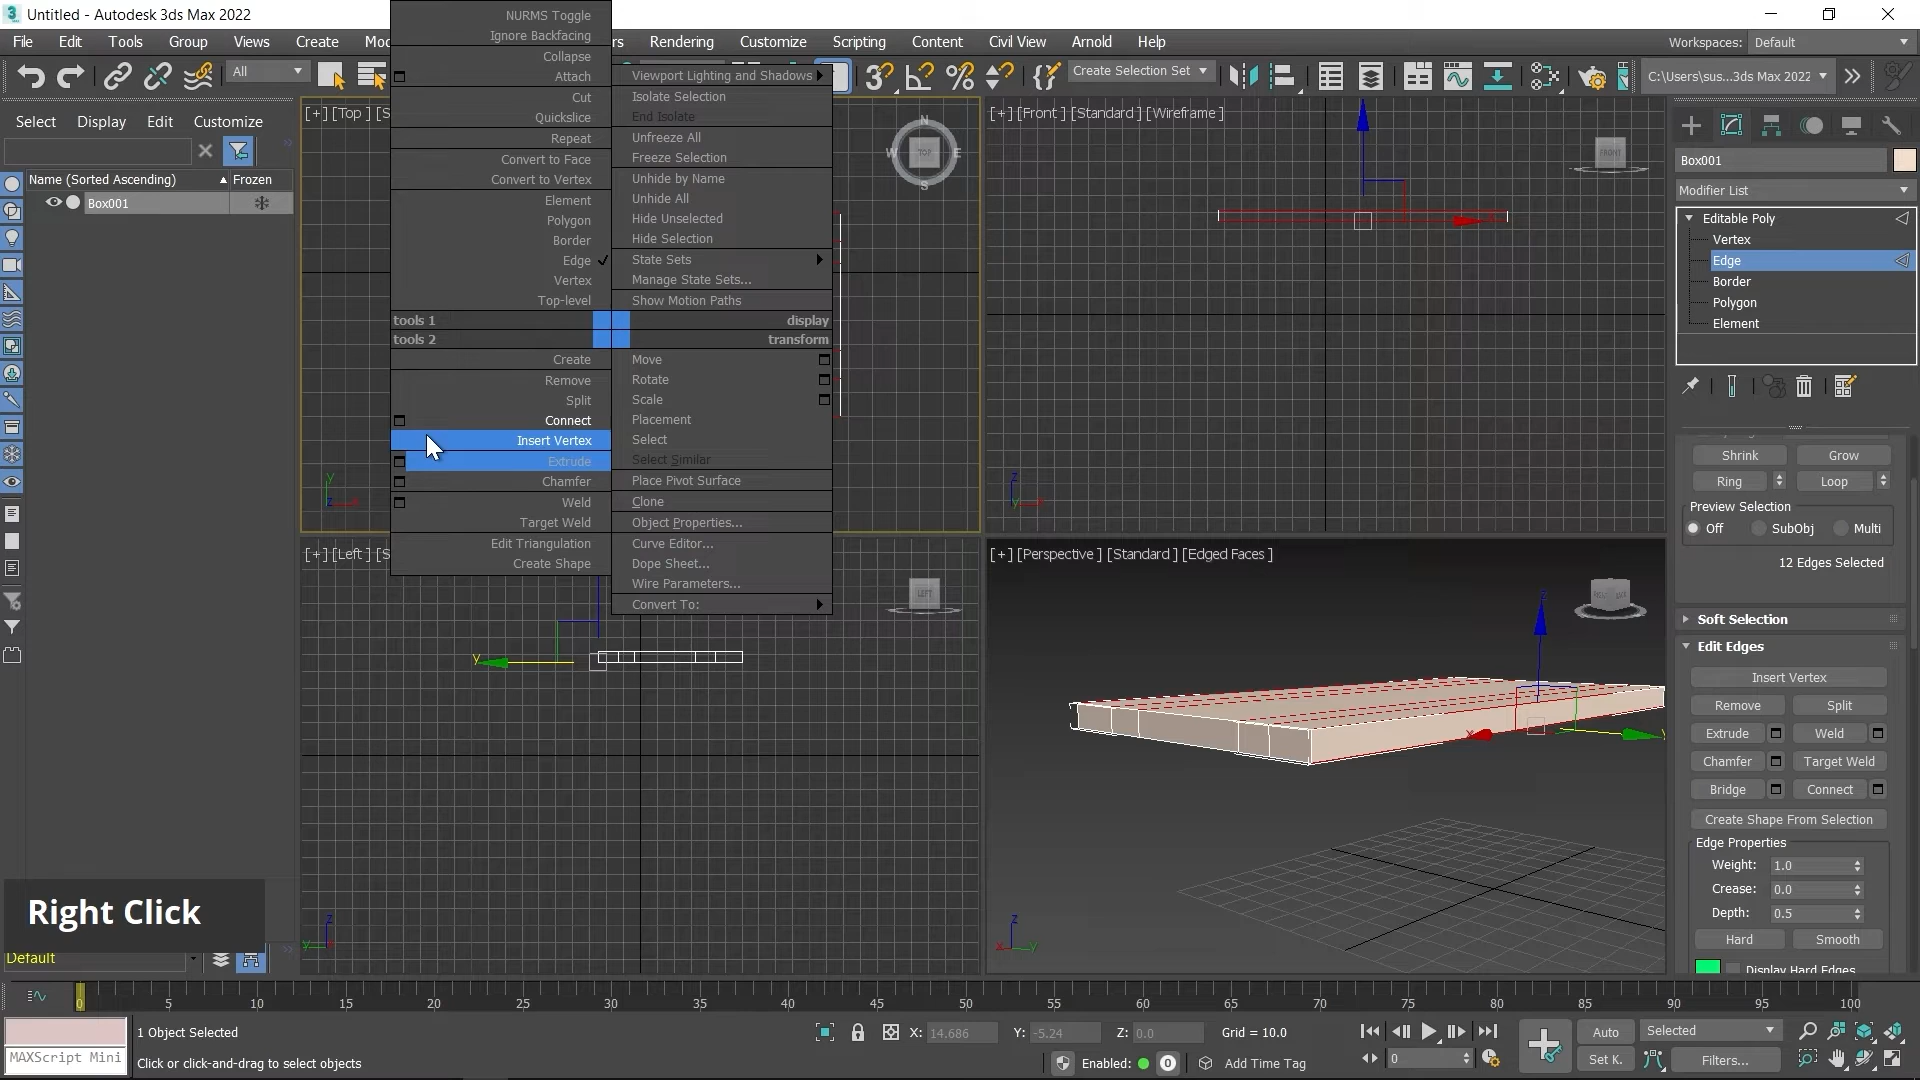 Untitled - Autodesk 3ds Max 2022
File Edit Tools Group Views Create Mod rs Rendering Customize Scripting Content Civil View Arnold Help
Workspaces: Default
All
Create Selection Set
C:\Users\sus...3ds Max 2022
Select Display Edit Customize
Name (Sorted Ascending) Frozen
Box001
NURMS Toggle
Ignore Backfacing
Collapse
Attach
Cut
Quickslice
Repeat
Convert to Face
Convert to Vertex
Element
Polygon
Border
Edge
Vertex
Top-level
tools 1
tools 2
Create
Remove
Split
Connect
Insert Vertex
Extrude
Chamfer
Weld
Target Weld
Edit Triangulation
Create Shape
Viewport Lighting and Shadows
Isolate Selection
End Isolate
Unfreeze All
Freeze Selection
Unhide by Name
Unhide All
Hide Unselected
Hide Selection
State Sets
Manage State Sets...
Show Motion Paths
display
transform
Move
Rotate
Scale
Placement
Select
Select Similar
Place Pivot Surface
Clone
Object Properties...
Curve Editor...
Dope Sheet...
Wire Parameters...
Convert To:
[+] [Top ] [S
N
W TOP E
S
[+] [Front ] [Standard ] [Wireframe ]
FRONT
[+] [Left ] [S
LEFT
[+] [Perspective ] [Standard ] [Edged Faces ]
Box001
Modifier List
Editable Poly
Vertex
Edge
Border
Polygon
Element
Shrink Grow
Ring Loop
Preview Selection
Off SubObj Multi
12 Edges Selected
Soft Selection
Edit Edges
Insert Vertex
Remove Split
Extrude Weld
Chamfer Target Weld
Bridge Connect
Create Shape From Selection
Edge Properties
Weight: 1.0
Crease: 0.0
Depth: 0.5
Hard Smooth
Display Hard Edges
Right Click
Default
0 5 10 15 20 25 30 35 40 45 50 55 60 65 70 75 80 85 90 95 100
1 Object Selected
X: 14.686 Y: -5.24 Z: 0.0 Grid = 10.0
Auto Selected
MAXScript Mini
Click or click-and-drag to select objects
Enabled: 0 Add Time Tag
0
Set K. Filters...